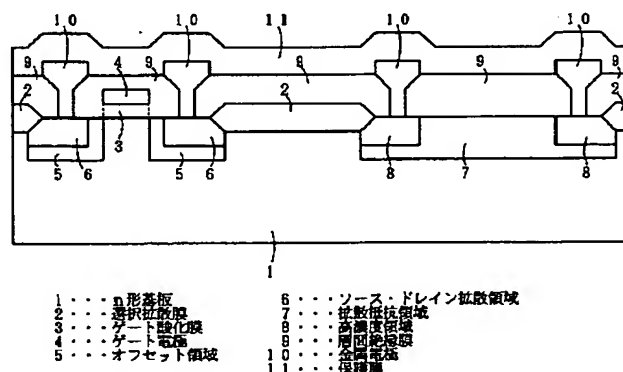 10 10 11 10 10
9 4 9 9 9 9
2 2 2
3
5 6 5 6 8 7 8
1
1・・・n形基板
2・・・選択拡散膜
3・・・ゲート酸化膜
4・・・ゲート電極
5・・・オフセット領域
6・・・ソース・ドレイン拡散領域
7・・・拡散抵抗領域
8・・・高濃度領域
9・・・層間絶縁膜
10・・・金属電極
11・・・保護膜